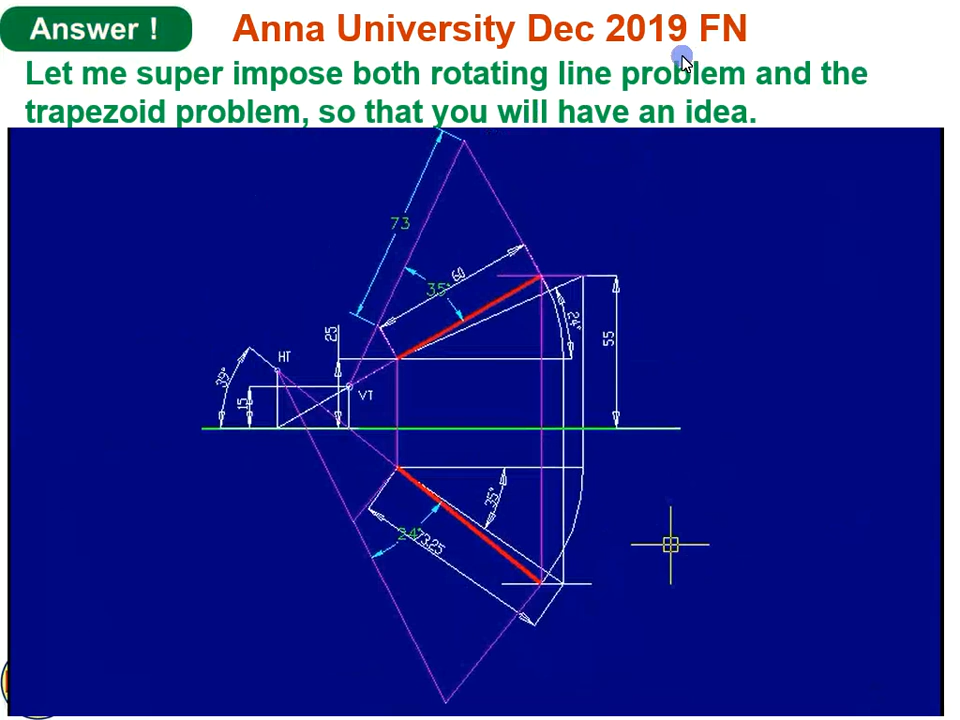 Answer !
Anna University Dec 2019 FN
Let me super impose both rotating line problem and the
trapezoid problem, so that you will have an idea.
73
60
35°
24°
25
55
HT
39°
15
VT
35°
24°
73.25